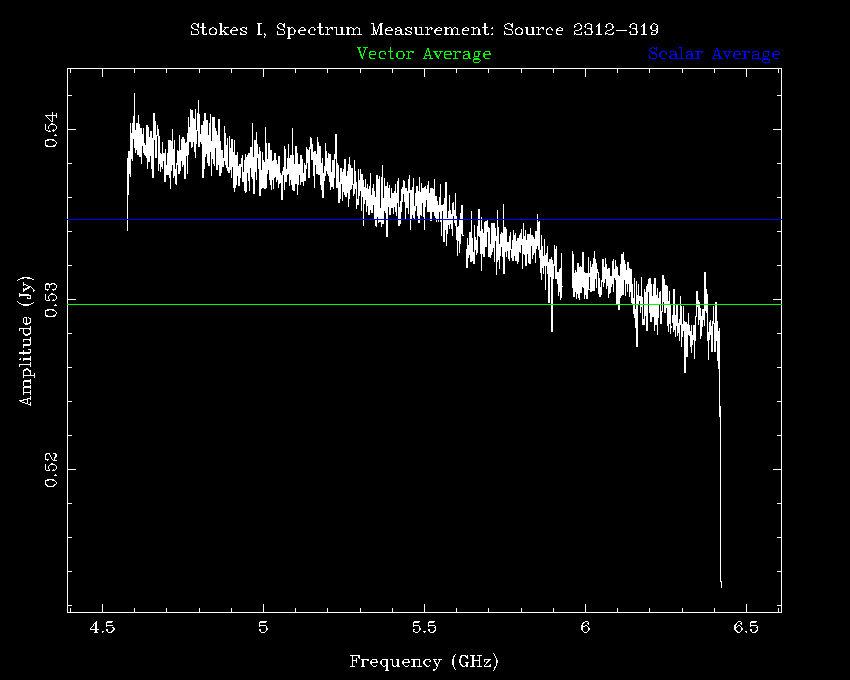 Stokes I, Spectrum Measurement: Source 2312−319
Vector Average Scalar Average
0.54
0.53
0.52
Amplitude (Jy)
4.5 5 5.5 6 6.5
Frequency (GHz)